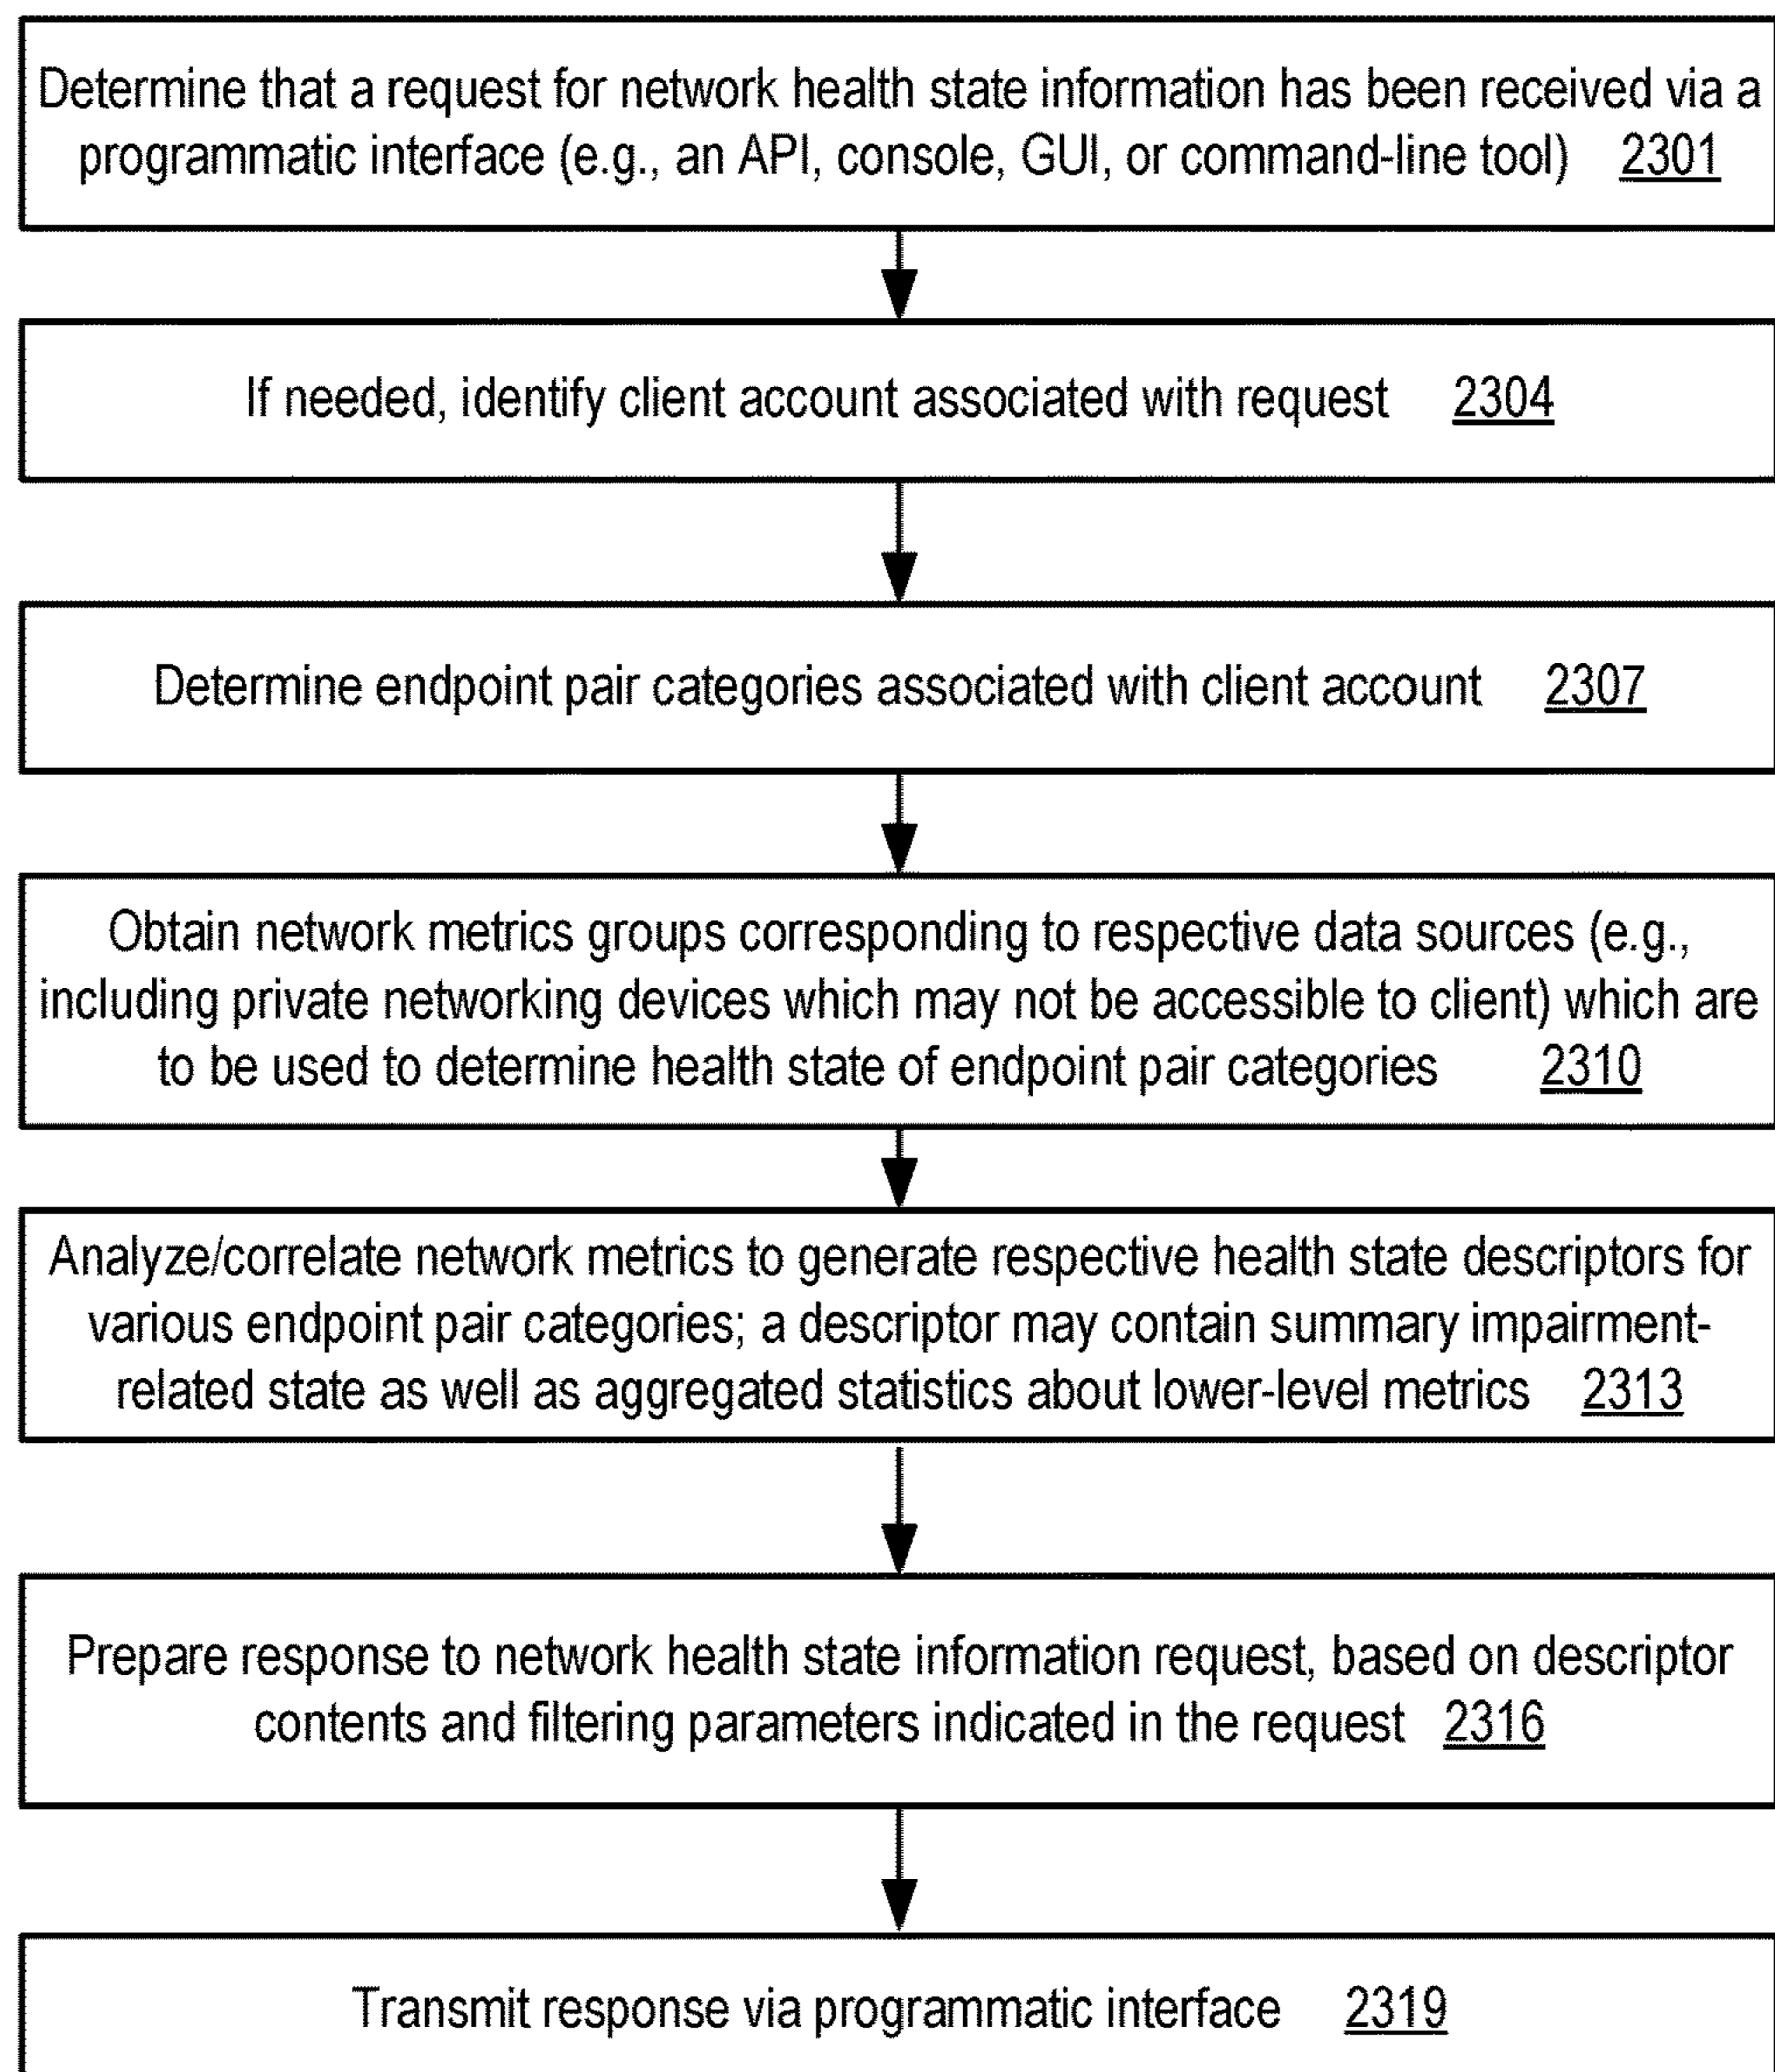 Determine that a request for network health state information has been received via a
programmatic interface (e.g., an API, console, GUI, or command-line tool) 2301
If needed, identify client account associated with request 2304
Determine endpoint pair categories associated with client account 2307
Obtain network metrics groups corresponding to respective data sources (e.g.,
including private networking devices which may not be accessible to client) which are
to be used to determine health state of endpoint pair categories 2310
Analyze/correlate network metrics to generate respective health state descriptors for
various endpoint pair categories; a descriptor may contain summary impairment-
related state as well as aggregated statistics about lower-level metrics 2313
Prepare response to network health state information request, based on descriptor
contents and filtering parameters indicated in the request 2316
Transmit response via programmatic interface 2319